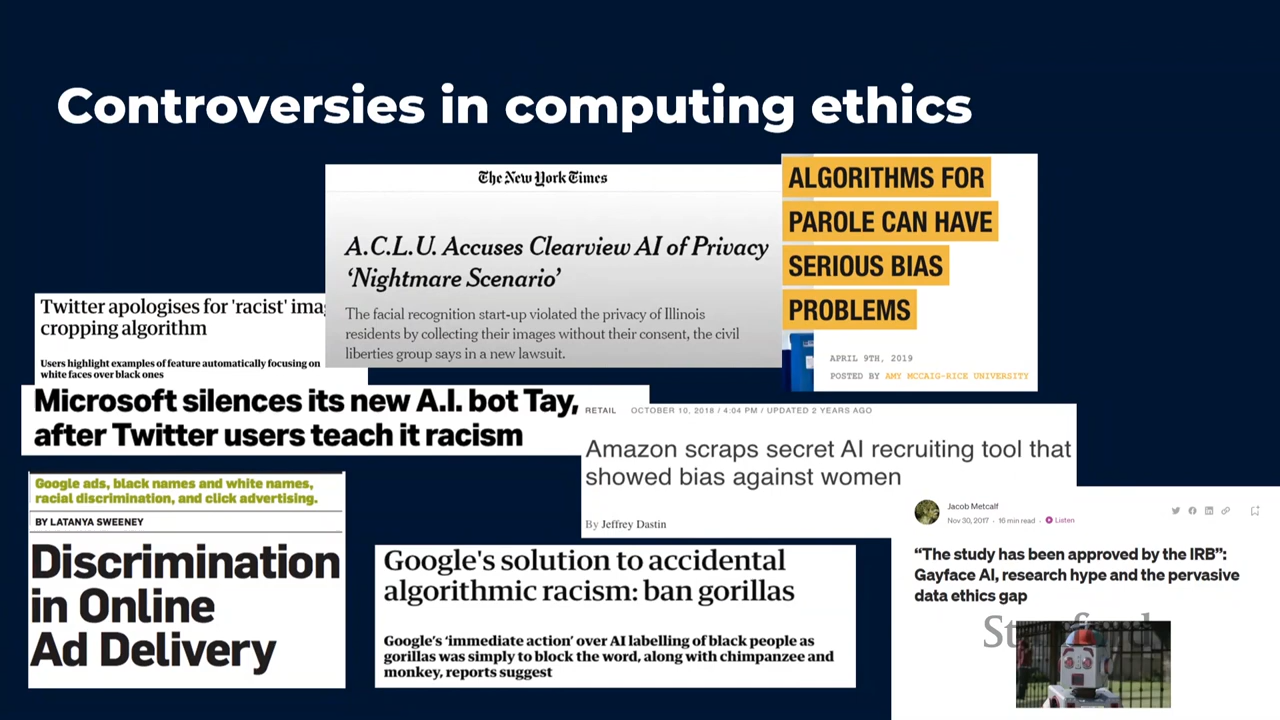 Controversies in computing ethics
The New York Times
A.C.L.U. Accuses Clearview AI of Privacy
‘Nightmare Scenario’
The facial recognition start-up violated the privacy of Illinois
residents by collecting their images without their consent, the civil
liberties group says in a new lawsuit.
ALGORITHMS FOR
PAROLE CAN HAVE
SERIOUS BIAS
PROBLEMS
APRIL 9TH, 2019
POSTED BY AMY MCCAIG-RICE UNIVERSITY
Twitter apologises for 'racist' ima
cropping algorithm
Users highlight examples of feature automatically focusing on
white faces over black ones
Microsoft silences its new A.I. bot Tay,
after Twitter users teach it racism
RETAIL OCTOBER 10, 2018 / 4:04 PM / UPDATED 2 YEARS AGO
Amazon scraps secret AI recruiting tool that
showed bias against women
By Jeffrey Dastin
Google ads, black names and white names,
racial discrimination, and click advertising.
BY LATANYA SWEENEY
Discrimination
in Online
Ad Delivery
Google's solution to accidental
algorithmic racism: ban gorillas
Google's ‘immediate action’ over AI labelling of black people as
gorillas was simply to block the word, along with chimpanzee and
monkey, reports suggest
Jacob Metcalf
Nov 30, 2017 · 16 min read · Listen
“The study has been approved by the IRB”:
Gayface AI, research hype and the pervasive
data ethics gap